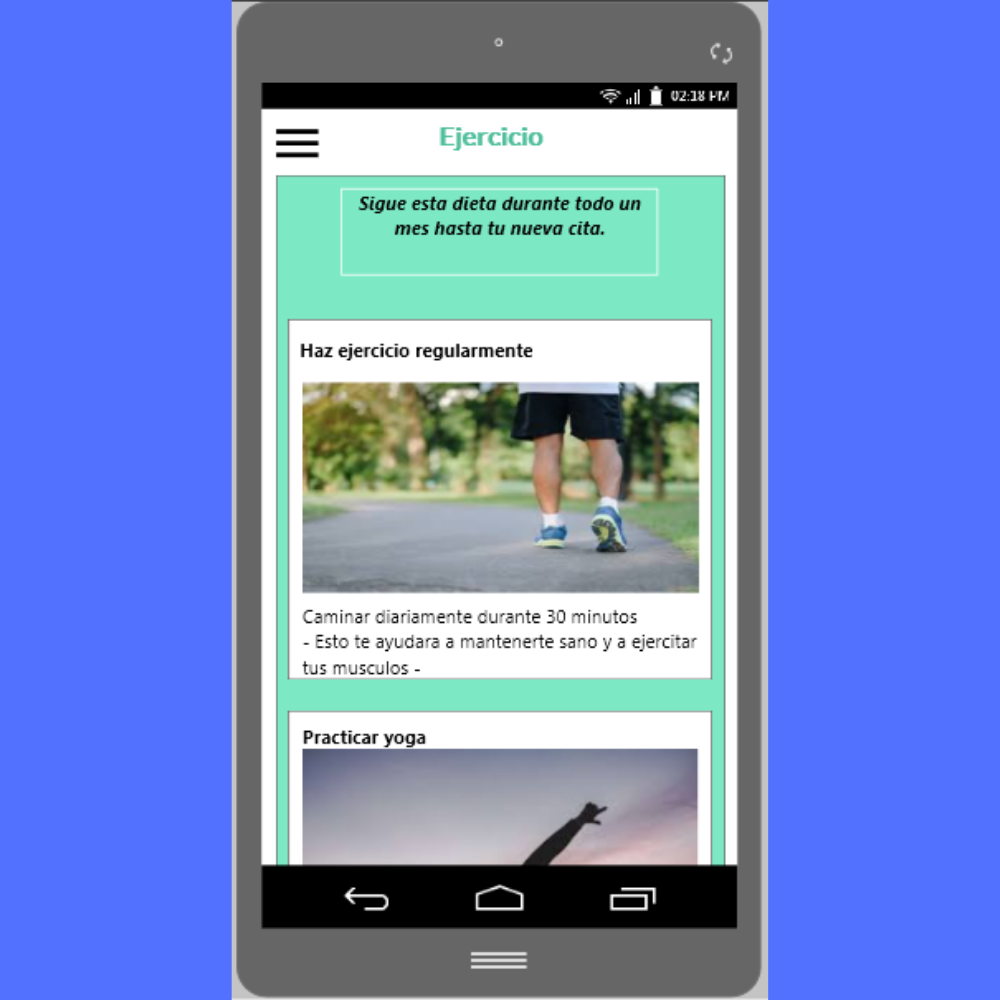 02:18 PM
Ejercicio
Sigue esta dieta durante todo un
mes hasta tu nueva cita.
Haz ejercicio regularmente
Caminar diariamente durante 30 minutos
- Esto te ayudara a mantenerte sano y a ejercitar
tus musculos -
Practicar yoga